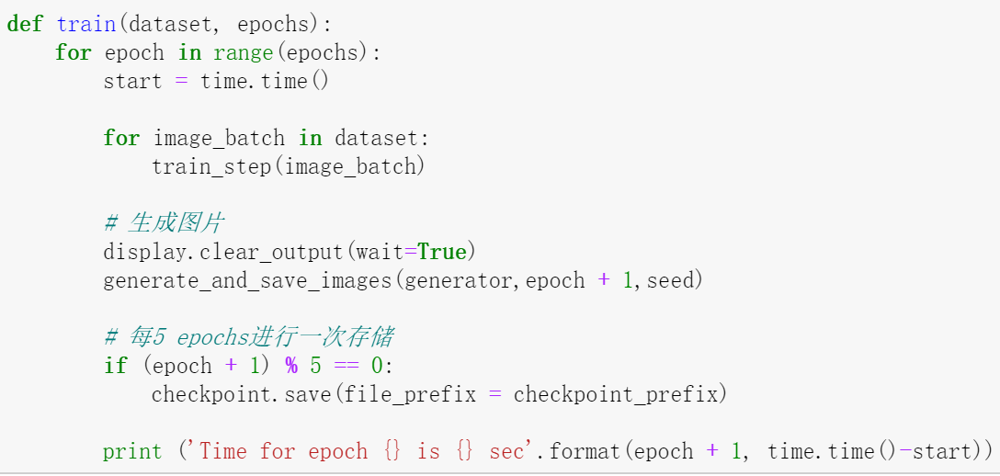 def train(dataset, epochs):
    for epoch in range(epochs):
        start = time.time()
        for image_batch in dataset:
            train_step(image_batch)
        # 生成图片
        display.clear_output(wait=True)
        generate_and_save_images(generator,epoch + 1,seed)
        # 每5 epochs进行一次存储
        if (epoch + 1) % 5 == 0:
            checkpoint.save(file_prefix = checkpoint_prefix)
        print ('Time for epoch {} is {} sec'.format(epoch + 1, time.time()-start))